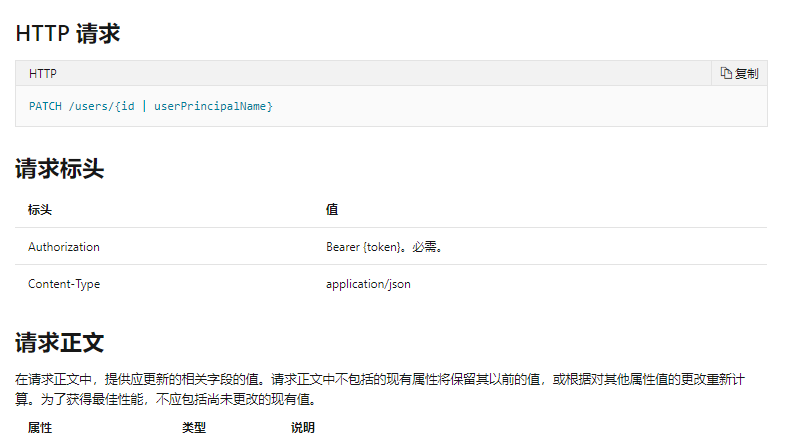 HTTP 请求
HTTP 复制
PATCH /users/{id | userPrincipalName}
请求标头
标头 值
Authorization Bearer {token}。必需。
Content-Type application/json
请求正文
在请求正文中，提供应更新的相关字段的值。请求正文中不包括的现有属性将保留其以前的值，或根据对其他属性值的更改重新计
算。为了获得最佳性能，不应包括尚未更改的现有值。
属性 类型 说明